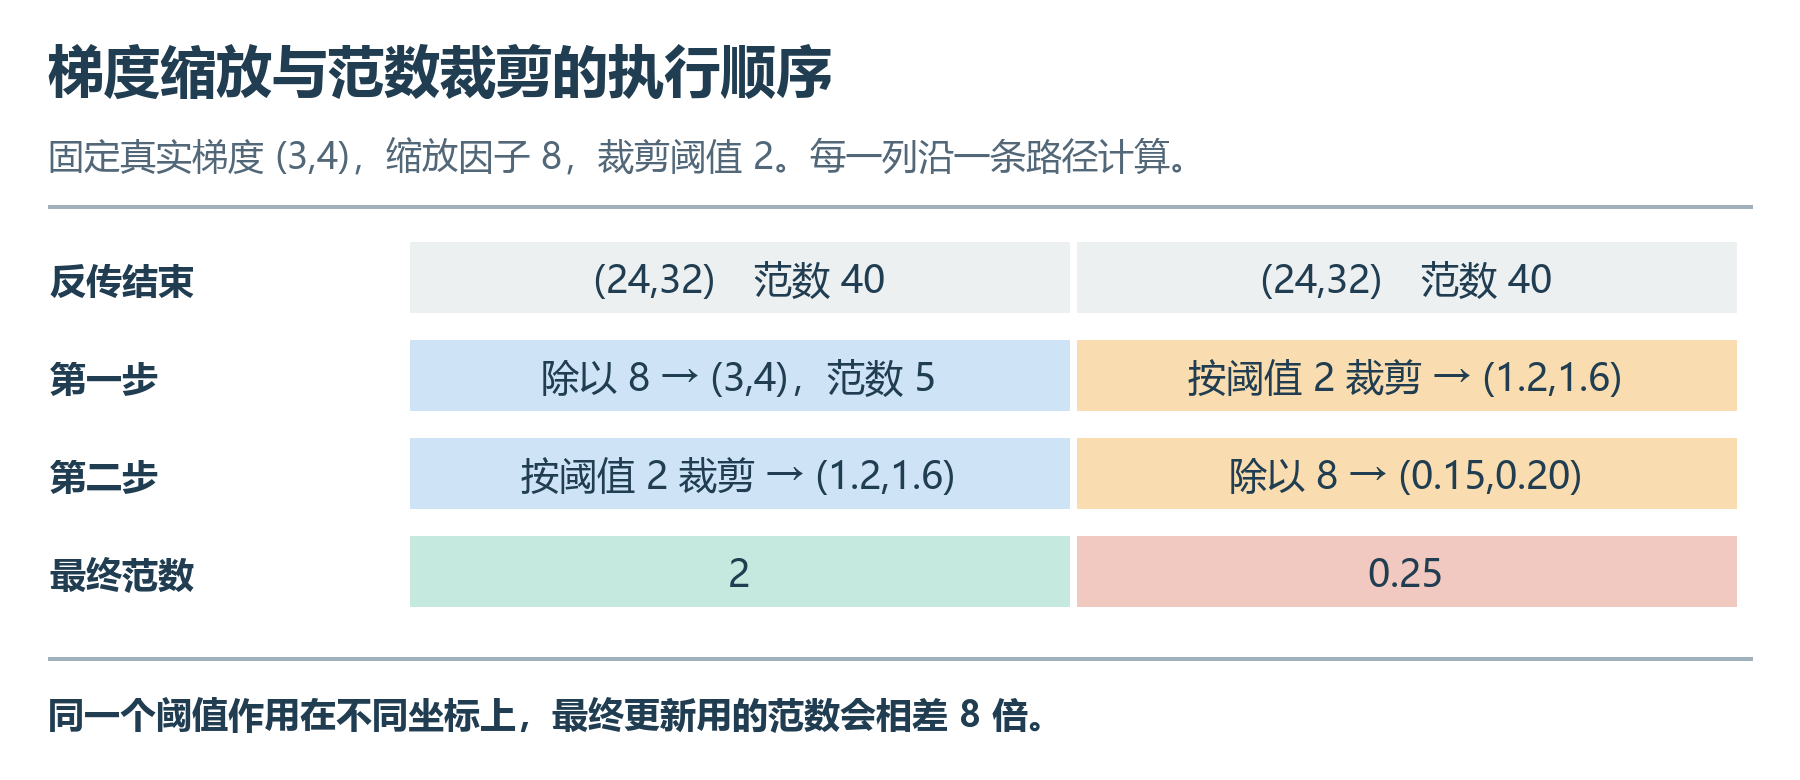 梯度缩放与范数裁剪的执行顺序
固定真实梯度 (3,4)，缩放因子 8，裁剪阈值 2。每一列沿一条路径计算。
反传结束 (24,32) 范数 40 (24,32) 范数 40
第一步 除以 8 → (3,4)，范数 5 按阈值 2 裁剪 → (1.2,1.6)
第二步 按阈值 2 裁剪 → (1.2,1.6) 除以 8 → (0.15,0.20)
最终范数 2 0.25
同一个阈值作用在不同坐标上，最终更新用的范数会相差 8 倍。